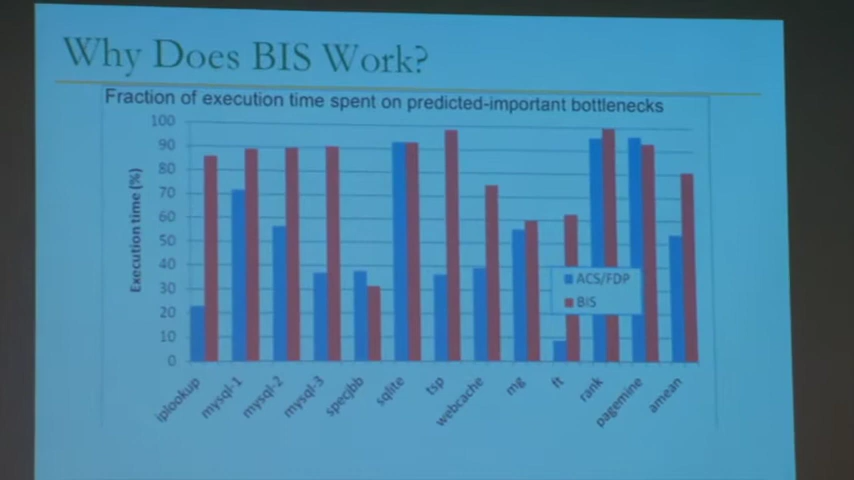 Why Does BIS Work?
Fraction of execution time spent on predicted-important bottlenecks
Execution time (%)
100
90
80
70
60
50
40
30
20
10
0
ACS/FDP
BIS
iplookup
mysql-1
mysql-2
mysql-3
specjbb
sqlite
tsp
webcache
mg
ft
rank
pagemine
amean